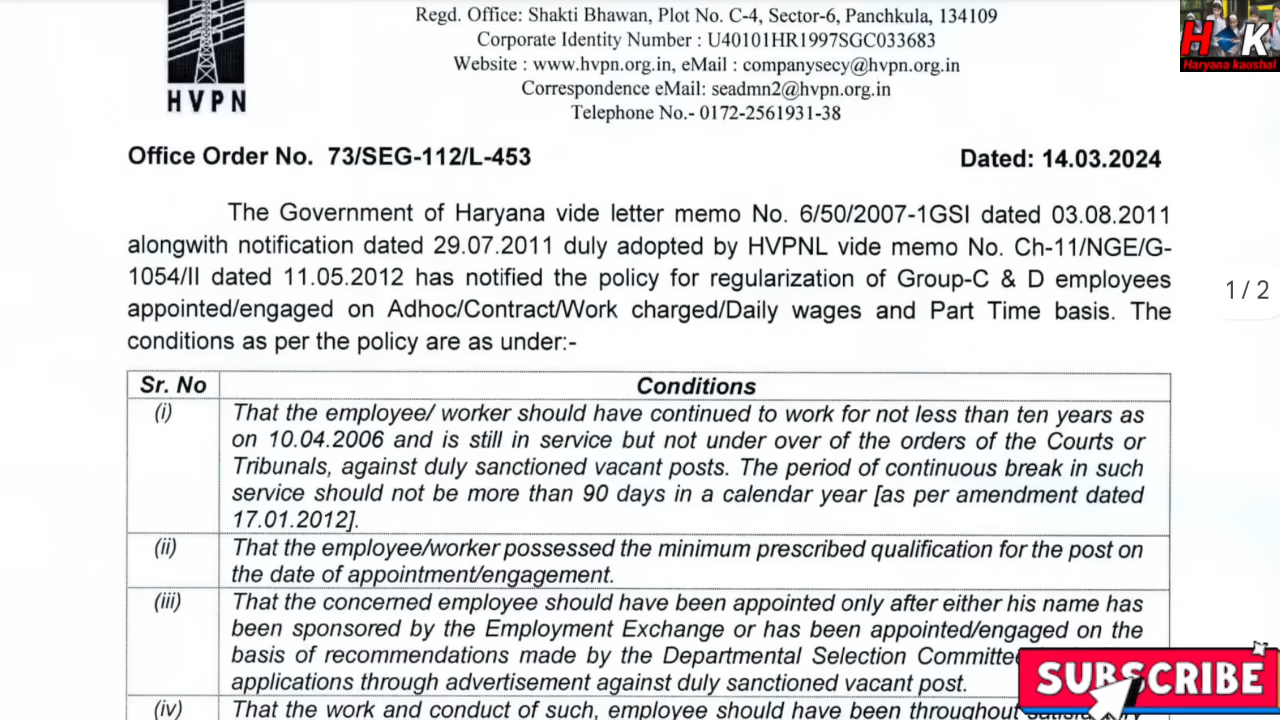 Regd. Office: Shakti Bhawan, Plot No. C-4, Sector-6, Panchkula, 134109
Corporate Identity Number : U40101HR1997SGC033683
Website : www.hvpn.org.in, eMail : companysecy@hvpn.org.in
Correspondence eMail: seadmn2@hvpn.org.in
Telephone No.- 0172-2561931-38
HVPN
H K
Haryana kaushal
Office Order No. 73/SEG-112/L-453
Dated: 14.03.2024
The Government of Haryana vide letter memo No. 6/50/2007-1GSI dated 03.08.2011
alongwith notification dated 29.07.2011 duly adopted by HVPNL vide memo No. Ch-11/NGE/G-
1054/II dated 11.05.2012 has notified the policy for regularization of Group-C & D employees
appointed/engaged on Adhoc/Contract/Work charged/Daily wages and Part Time basis. The
conditions as per the policy are as under:-
1 / 2
Sr. No Conditions
(i) That the employee/ worker should have continued to work for not less than ten years as
on 10.04.2006 and is still in service but not under over of the orders of the Courts or
Tribunals, against duly sanctioned vacant posts. The period of continuous break in such
service should not be more than 90 days in a calendar year [as per amendment dated
17.01.2012].
(ii) That the employee/worker possessed the minimum prescribed qualification for the post on
the date of appointment/engagement.
(iii) That the concerned employee should have been appointed only after either his name has
been sponsored by the Employment Exchange or has been appointed/engaged on the
basis of recommendations made by the Departmental Selection Committee
applications through advertisement against duly sanctioned vacant post.
(iv) That the work and conduct of such, employee should have been throughout
SUBSCRIBE